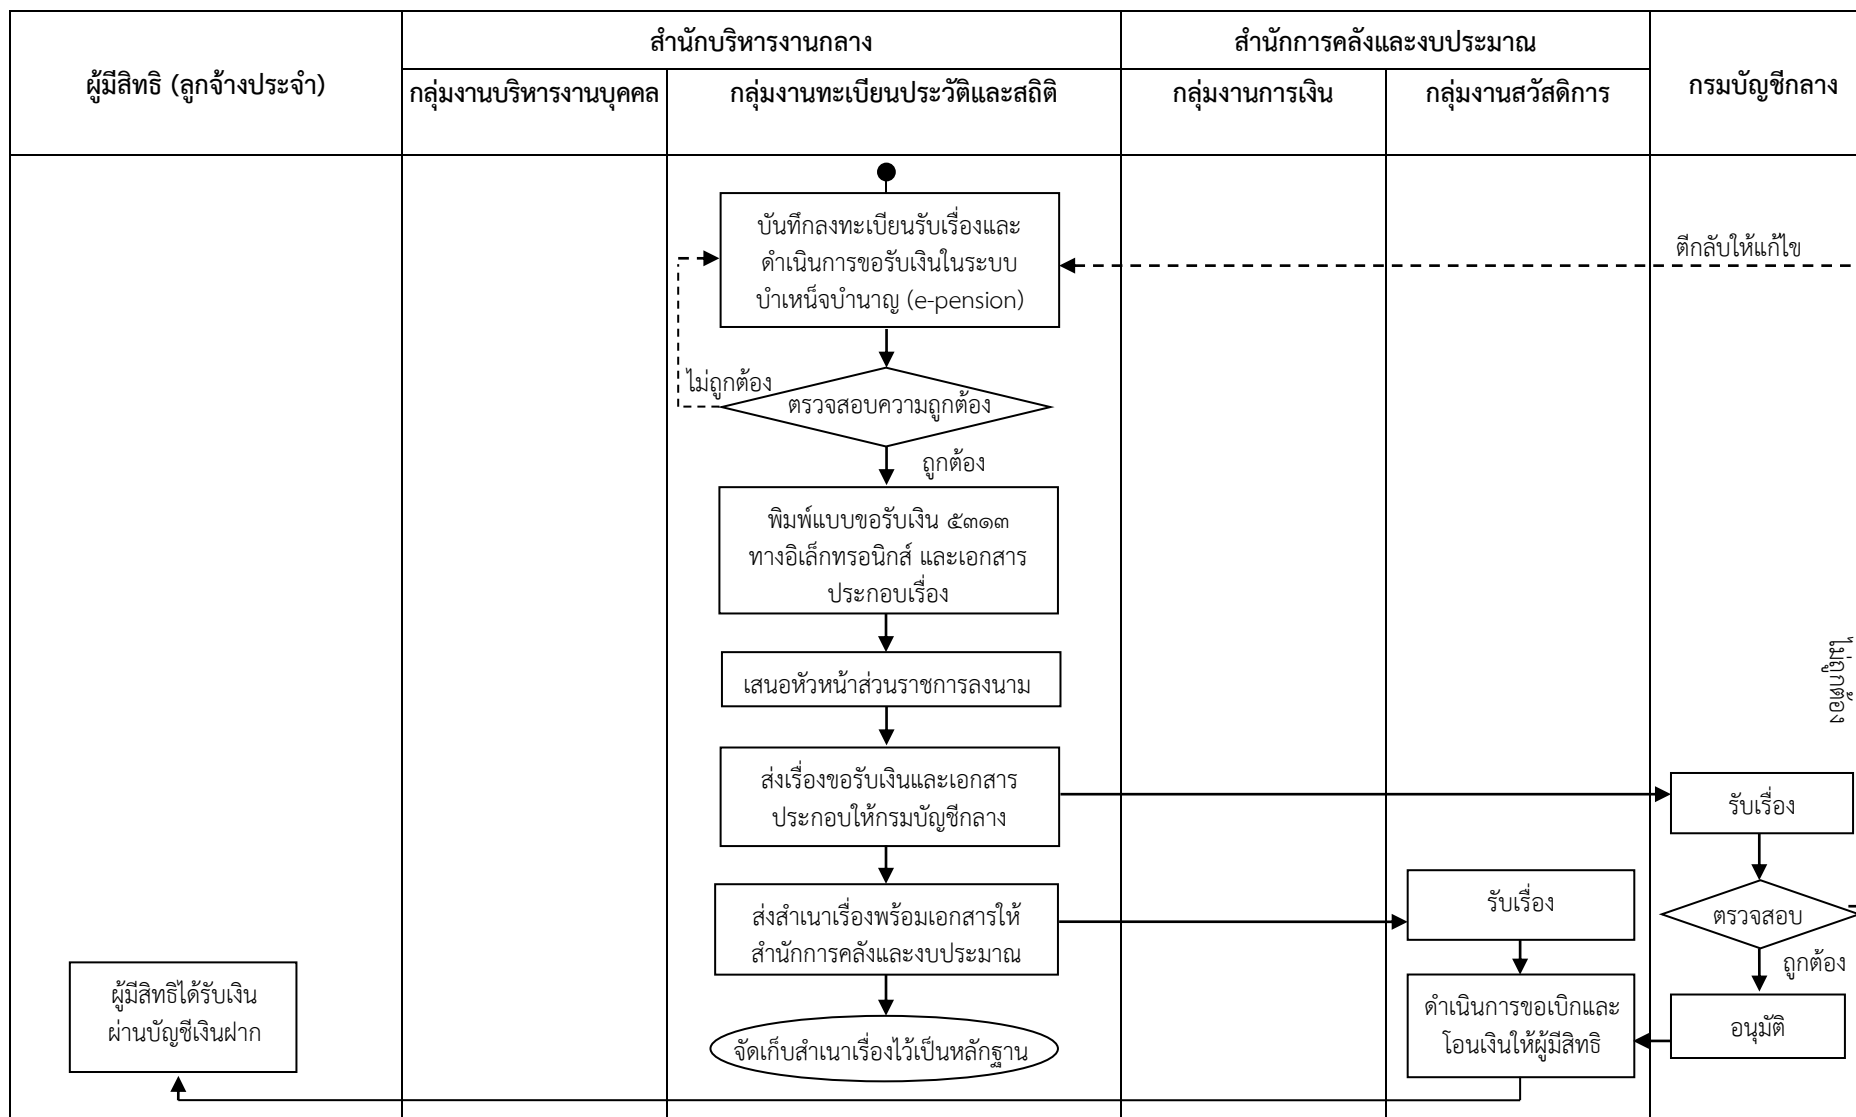 ผู้มีสิทธิ (ลูกจ้างประจำ)
สำนักบริหารงานกลาง
สำนักการคลังและงบประมาณ
กรมบัญชีกลาง
กลุ่มงานบริหารงานบุคคล
กลุ่มงานทะเบียนประวัติและสถิติ
กลุ่มงานการเงิน
กลุ่มงานสวัสดิการ
บันทึกลงทะเบียนรับเรื่องและ
ดำเนินการขอรับเงินในระบบ
บำเหน็จบำนาญ (e-pension)
ตีกลับให้แก้ไข
ไม่ถูกต้อง
ตรวจสอบความถูกต้อง
ถูกต้อง
พิมพ์แบบขอรับเงิน ๕๓๑๓
ทางอิเล็กทรอนิกส์ และเอกสาร
ประกอบเรื่อง
เสนอหัวหน้าส่วนราชการลงนาม
ไม่ถูกต้อง
ส่งเรื่องขอรับเงินและเอกสาร
ประกอบให้กรมบัญชีกลาง
รับเรื่อง
ส่งสำเนาเรื่องพร้อมเอกสารให้
สำนักการคลังและงบประมาณ
รับเรื่อง
ตรวจสอบ
ถูกต้อง
ผู้มีสิทธิได้รับเงิน
ผ่านบัญชีเงินฝาก
จัดเก็บสำเนาเรื่องไว้เป็นหลักฐาน
ดำเนินการขอเบิกและ
โอนเงินให้ผู้มีสิทธิ
อนุมัติ